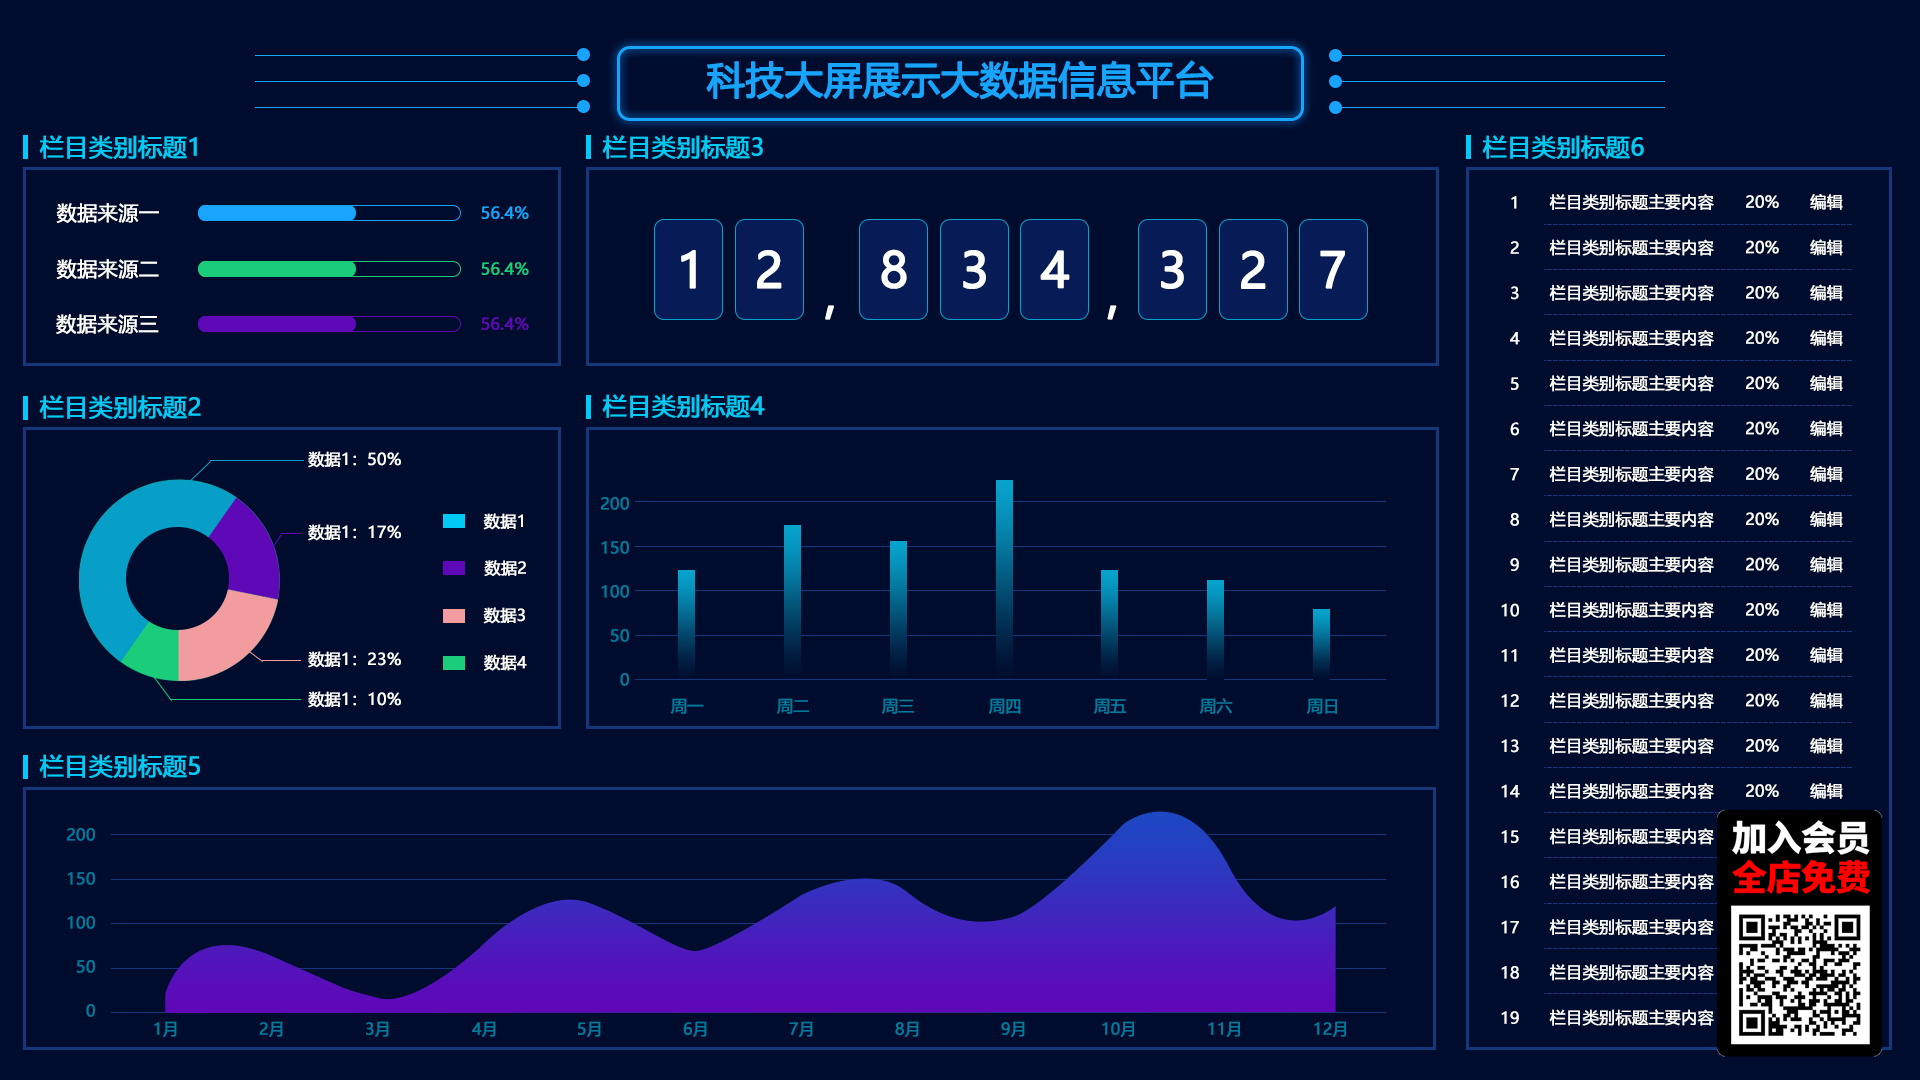 科技大屏展示大数据信息平台
栏目类别标题1
数据来源一 56.4%
数据来源二 56.4%
数据来源三 56.4%
栏目类别标题2
数据1：50%
数据1：17%
数据1：23%
数据1：10%
数据1
数据2
数据3
数据4
栏目类别标题3
12,834,327
栏目类别标题4
200
150
100
50
0
周一 周二 周三 周四 周五 周六 周日
栏目类别标题5
200
150
100
50
0
1月 2月 3月 4月 5月 6月 7月 8月 9月 10月 11月 12月
栏目类别标题6
1 栏目类别标题主要内容 20% 编辑
2 栏目类别标题主要内容 20% 编辑
3 栏目类别标题主要内容 20% 编辑
4 栏目类别标题主要内容 20% 编辑
5 栏目类别标题主要内容 20% 编辑
6 栏目类别标题主要内容 20% 编辑
7 栏目类别标题主要内容 20% 编辑
8 栏目类别标题主要内容 20% 编辑
9 栏目类别标题主要内容 20% 编辑
10 栏目类别标题主要内容 20% 编辑
11 栏目类别标题主要内容 20% 编辑
12 栏目类别标题主要内容 20% 编辑
13 栏目类别标题主要内容 20% 编辑
14 栏目类别标题主要内容 20% 编辑
15 栏目类别标题主要内容
16 栏目类别标题主要内容
17 栏目类别标题主要内容
18 栏目类别标题主要内容
19 栏目类别标题主要内容
加入会员
全店免费